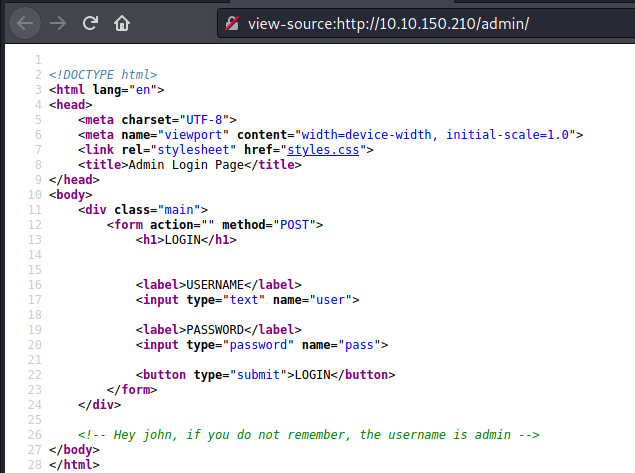 view-source:http://10.10.150.210/admin/
1
2 <!DOCTYPE html>
3 <html lang="en">
4 <head>
5     <meta charset="UTF-8">
6     <meta name="viewport" content="width=device-width, initial-scale=1.0">
7     <link rel="stylesheet" href="styles.css">
8     <title>Admin Login Page</title>
9 </head>
10 <body>
11     <div class="main">
12         <form action="" method="POST">
13             <h1>LOGIN</h1>
14
15
16             <label>USERNAME</label>
17             <input type="text" name="user">
18
19             <label>PASSWORD</label>
20             <input type="password" name="pass">
21
22             <button type="submit">LOGIN</button>
23         </form>
24     </div>
25
26     <!-- Hey john, if you do not remember, the username is admin -->
27 </body>
28 </html>